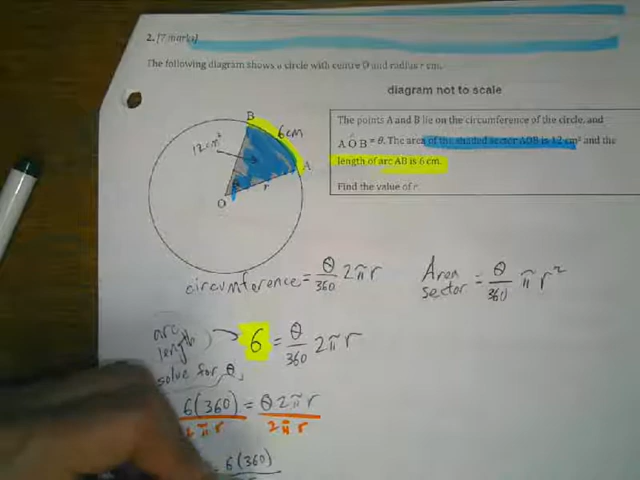 2. [7 marks]
The following diagram shows a circle with centre O and radius r cm.
diagram not to scale
The points A and B lie on the circumference of the circle, and
A Ô B = θ. The area of the shaded sector AOB is 12 cm² and the
length of arc AB is 6 cm.
Find the value of r.
B
6cm
12cm²
A
θ
r
O
circumference = θ/360 2πr
Area sector = θ/360 πr²
arc length
6 = θ/360 2πr
solve for θ
6(360) = θ2πr
2πr 2πr
= 6(360)